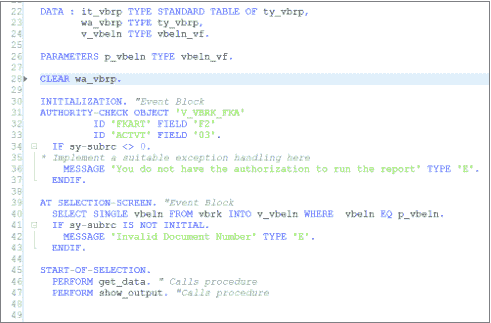 22 DATA : it_vbrp TYPE STANDARD TABLE OF ty_vbrp,
23 wa_vbrp TYPE ty_vbrp,
24 v_vbeln TYPE vbeln_vf.
25
26 PARAMETERS p_vbeln TYPE vbeln_vf.
27
28 CLEAR wa_vbrp.
29
30 INITIALIZATION. "Event Block
31 AUTHORITY-CHECK OBJECT 'V_VBRK_FKA'
32 ID 'FKART' FIELD 'F2'
33 ID 'ACTVT' FIELD '03'.
34 IF sy-subrc <> 0.
35 * Implement a suitable exception handling here
36 MESSAGE 'You do not have the authorization to run the report' TYPE 'E'.
37 ENDIF.
38
39 AT SELECTION-SCREEN. "Event Block
40 SELECT SINGLE vbeln FROM vbrk INTO v_vbeln WHERE vbeln EQ p_vbeln.
41 IF sy-subrc IS NOT INITIAL.
42 MESSAGE 'Invalid Document Number' TYPE 'E'.
43 ENDIF.
44
45 START-OF-SELECTION.
46 PERFORM get_data. " Calls procedure
47 PERFORM show_output. "Calls procedure
48
49